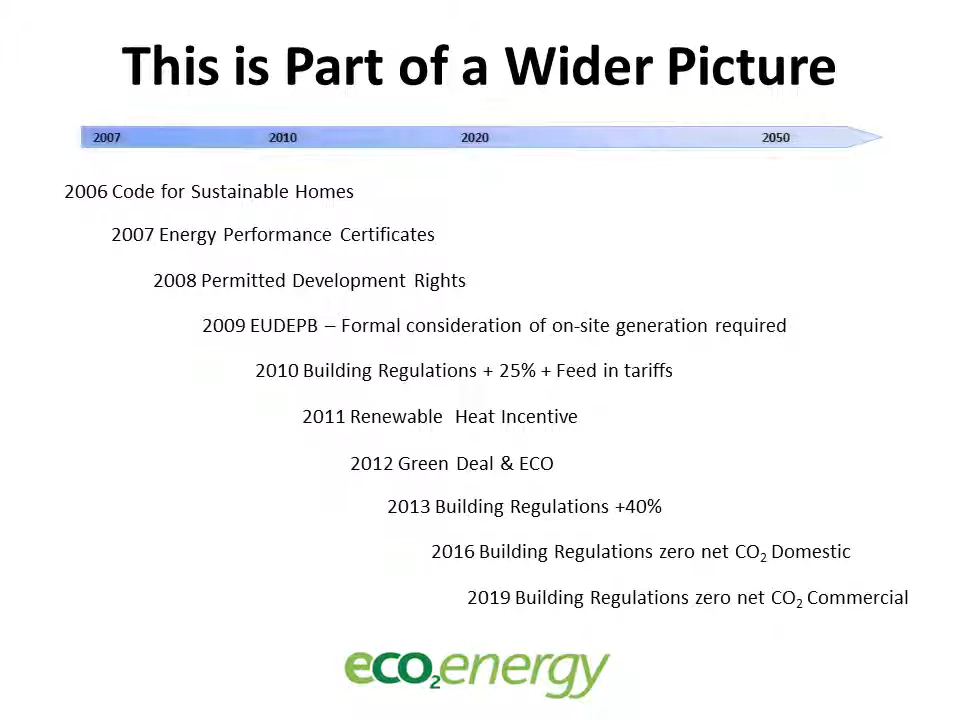 This is Part of a Wider Picture
2007 2010 2020 2050
2006 Code for Sustainable Homes
2007 Energy Performance Certificates
2008 Permitted Development Rights
2009 EUDEPB – Formal consideration of on-site generation required
2010 Building Regulations + 25% + Feed in tariffs
2011 Renewable Heat Incentive
2012 Green Deal & ECO
2013 Building Regulations +40%
2016 Building Regulations zero net CO₂ Domestic
2019 Building Regulations zero net CO₂ Commercial
eco₂energy